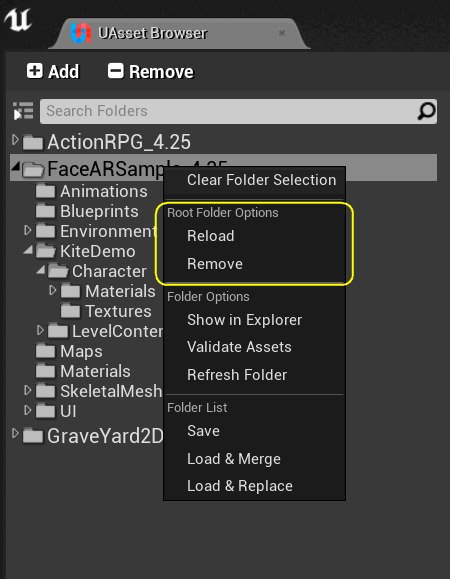 UAsset Browser
Add Remove
Search Folders
ActionRPG_4.25
FaceARSample_4.25
Clear Folder Selection
Animations
Root Folder Options
Blueprints
Reload
Environment
KiteDemo
Remove
Character
Materials
Folder Options
Textures
Show in Explorer
LevelConten
Validate Assets
Maps
Materials
Refresh Folder
SkeletalMesh
Folder List
UI
Save
GraveYard2D
Load & Merge
Load & Replace